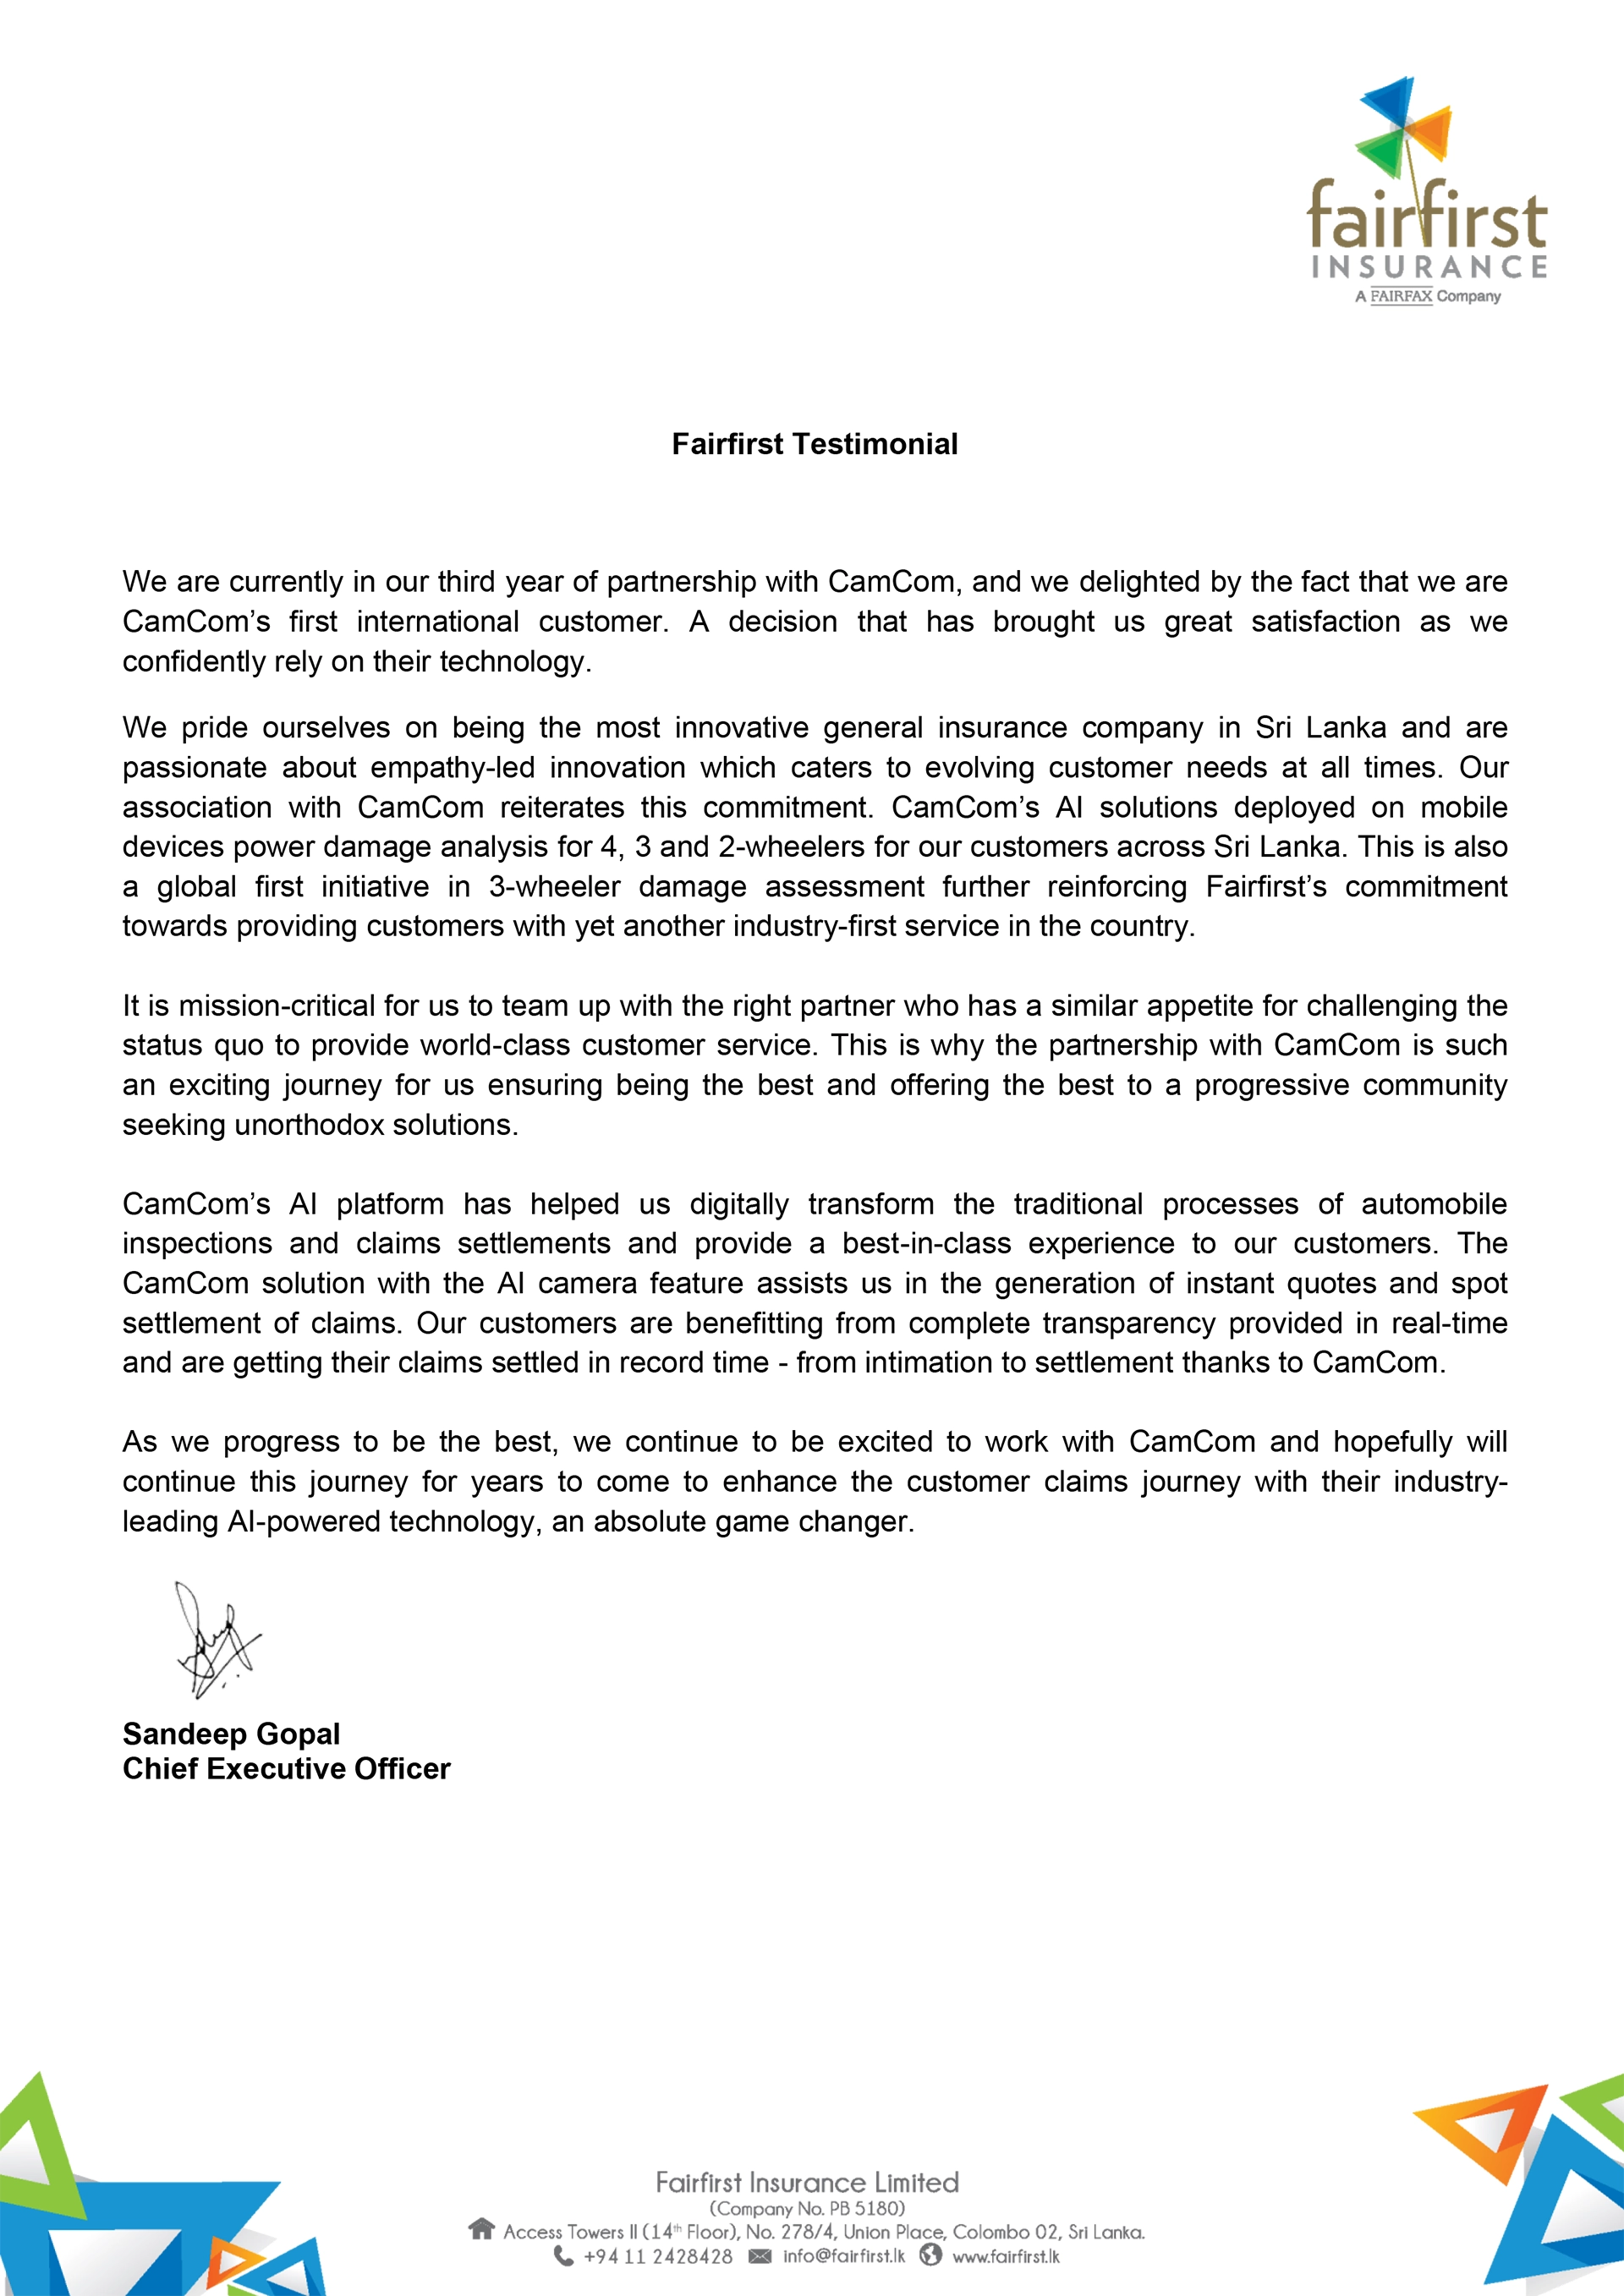 fairfirst
INSURANCE
A FAIRFAX Company
Fairfirst Testimonial
We are currently in our third year of partnership with CamCom, and we delighted by the fact that we are
CamCom’s first international customer. A decision that has brought us great satisfaction as we
confidently rely on their technology.
We pride ourselves on being the most innovative general insurance company in Sri Lanka and are
passionate about empathy-led innovation which caters to evolving customer needs at all times. Our
association with CamCom reiterates this commitment. CamCom’s AI solutions deployed on mobile
devices power damage analysis for 4, 3 and 2-wheelers for our customers across Sri Lanka. This is also
a global first initiative in 3-wheeler damage assessment further reinforcing Fairfirst’s commitment
towards providing customers with yet another industry-first service in the country.
It is mission-critical for us to team up with the right partner who has a similar appetite for challenging the
status quo to provide world-class customer service. This is why the partnership with CamCom is such
an exciting journey for us ensuring being the best and offering the best to a progressive community
seeking unorthodox solutions.
CamCom’s AI platform has helped us digitally transform the traditional processes of automobile
inspections and claims settlements and provide a best-in-class experience to our customers. The
CamCom solution with the AI camera feature assists us in the generation of instant quotes and spot
settlement of claims. Our customers are benefitting from complete transparency provided in real-time
and are getting their claims settled in record time - from intimation to settlement thanks to CamCom.
As we progress to be the best, we continue to be excited to work with CamCom and hopefully will
continue this journey for years to come to enhance the customer claims journey with their industry-
leading AI-powered technology, an absolute game changer.
Sandeep Gopal
Chief Executive Officer
Fairfirst Insurance Limited
(Company No. PB 5180)
Access Towers II (14th Floor), No. 278/4, Union Place, Colombo 02, Sri Lanka.
+94 11 2428428 info@fairfirst.lk www.fairfirst.lk